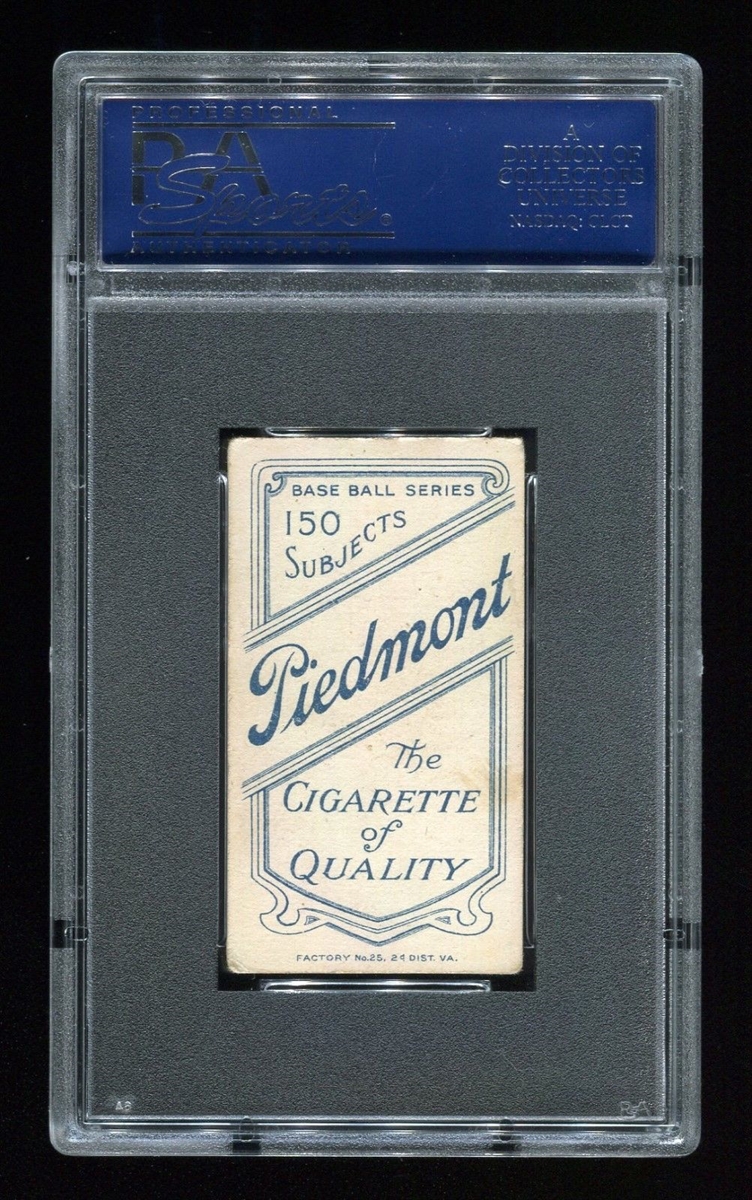 PROFESSIONAL
PSA
Sports®
AUTHENTICATOR
A
DIVISION OF
COLLECTORS
UNIVERSE
NASDAQ: CLCT
BASE BALL SERIES
150
SUBJECTS
Piedmont
The
CIGARETTE
of
QUALITY
FACTORY No. 25, 2d DIST. VA.
PSA